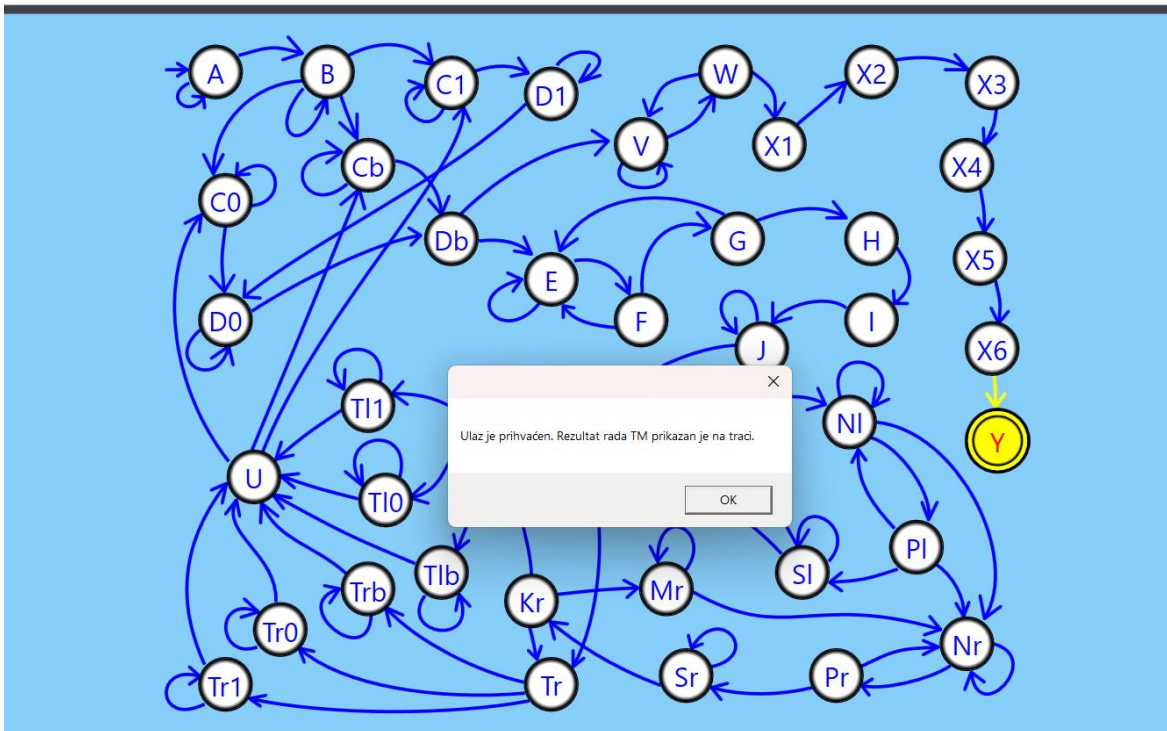 A
B
C1
D1
W
X2
X3
V
X1
Cb
X4
C0
Db
G
H
X5
E
D0
F
I
J
X6
Tl1
Nl
Ulaz je prihvaćen. Rezultat rada TM prikazan je na traci.
Y
U
Tl0
OK
Pl
Tlb
Sl
Trb
Kr
Mr
Tr0
Nr
Tr1
Tr
Sr
Pr